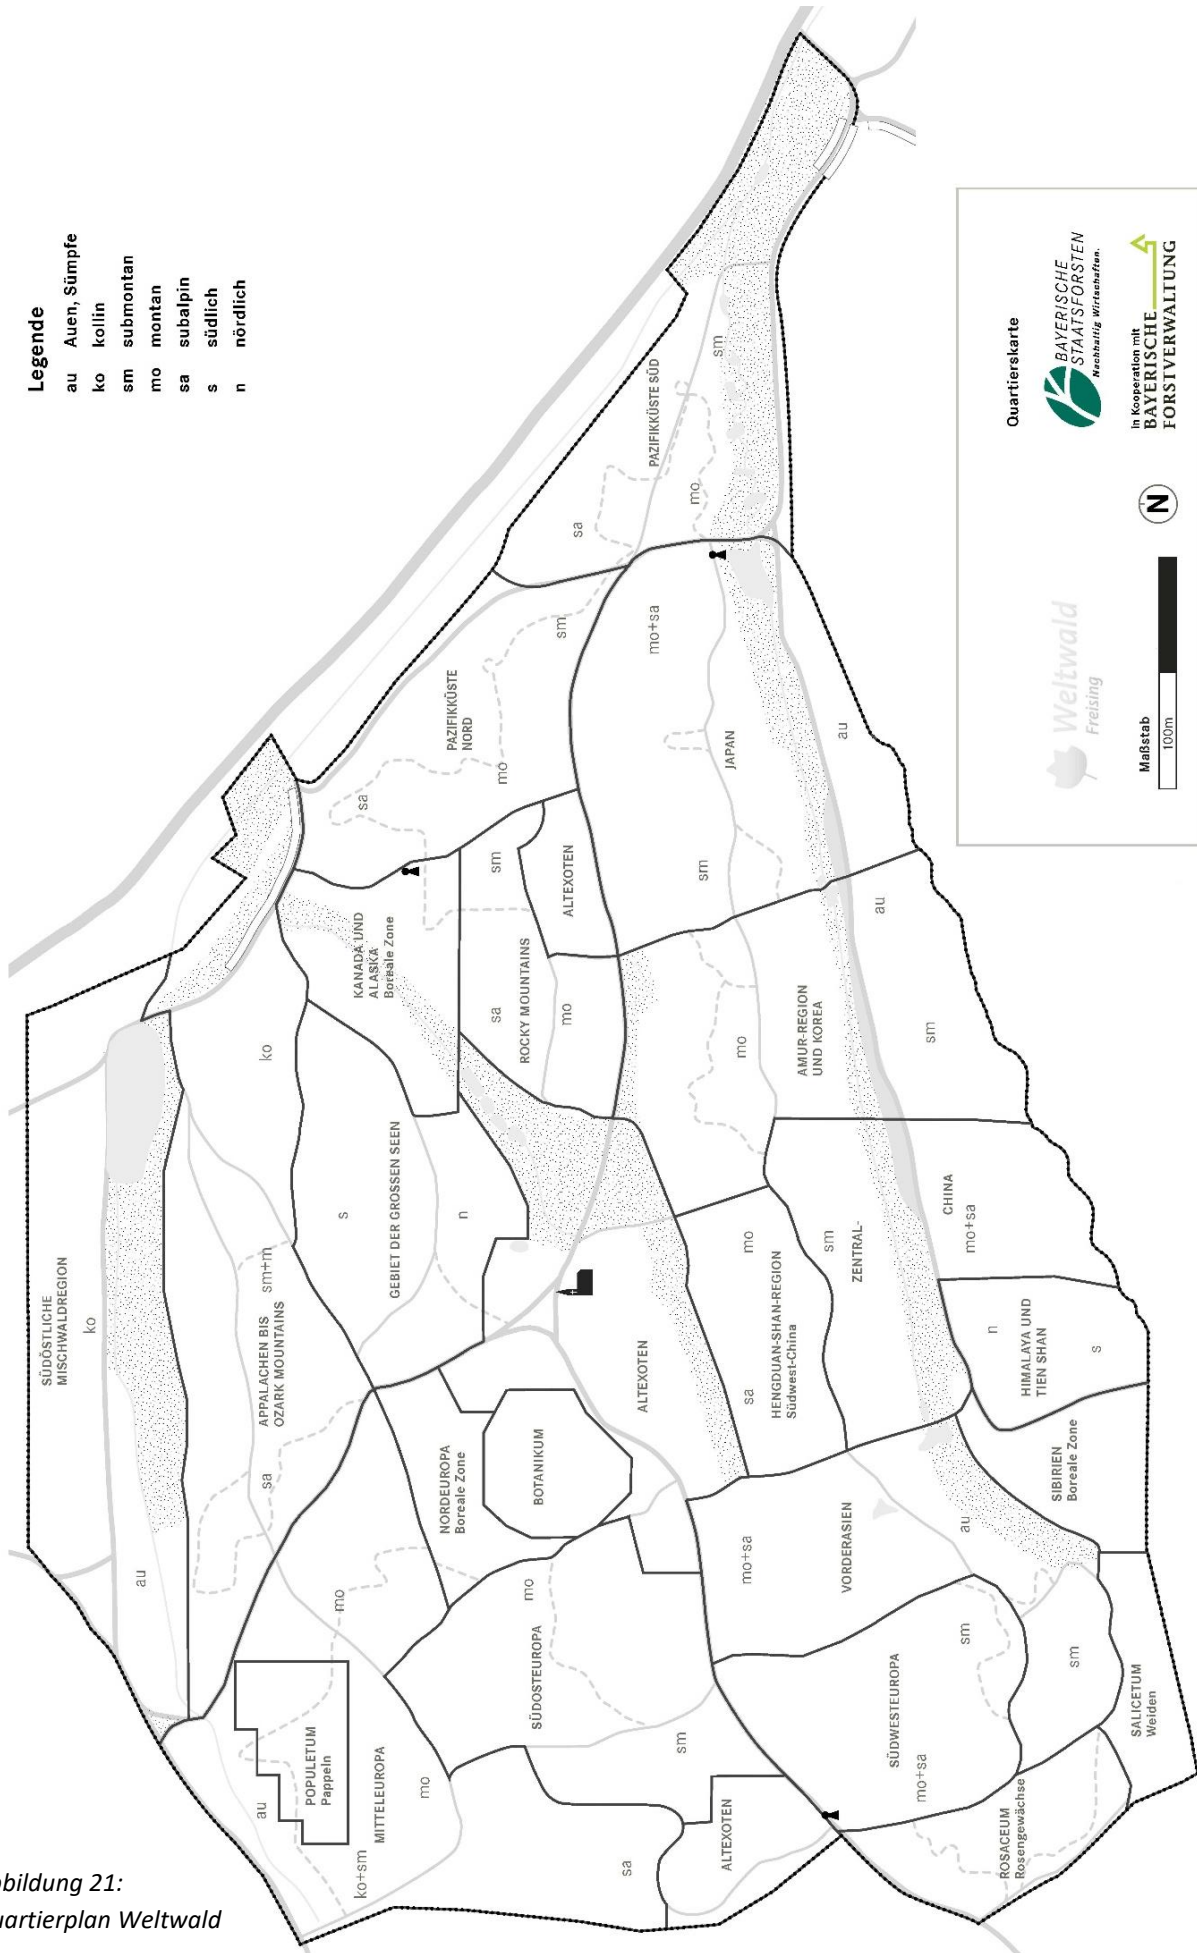 Legende
au Auen, Sümpfe
ko kollin
sm submontan
mo montan
sa subalpin
s südlich
n nördlich
SÜDÖSTLICHE
MISCHWALDREGION
ko
au
APPALACHEN BIS
OZARK MOUNTAINS
sm+m
sa
ko
KANADA UND
ALASKA
Boreale Zone
GEBIET DER GROSSEN SEEN
s
n
ROCKY MOUNTAINS
sa
mo
sm
ALTEXOTEN
PAZIFIKKÜSTE
NORD
sa
mo
sm
PAZIFIKKÜSTE SÜD
sa
mo
sm
JAPAN
mo+sa
sm
au
AMUR-REGION
UND KOREA
mo
sm
au
HENGDUAN-SHAN-REGION
Südwest-China
mo
sa
ZENTRAL-
CHINA
sm
mo+sa
HIMALAYA UND
TIEN SHAN
n
s
SIBIRIEN
Boreale Zone
VORDERASIEN
mo+sa
au
sm
ALTEXOTEN
BOTANIKUM
NORDEUROPA
Boreale Zone
SÜDOSTEUROPA
mo
sm
sa
POPULETUM
Pappeln
MITTELEUROPA
au
mo
mo
ko+sm
ALTEXOTEN
SÜDWESTEUROPA
sm
mo+sa
ROSACEUM
Rosengewächse
SALICETUM
Weiden
Quartierskarte
BAYERISCHE
STAATSFORSTEN
Nachhaltig Wirtschaften.
In Kooperation mit
BAYERISCHE
FORSTVERWALTUNG
N
Weltwald
Freising
Maßstab
100m
bbildung 21:
uartierplan Weltwald